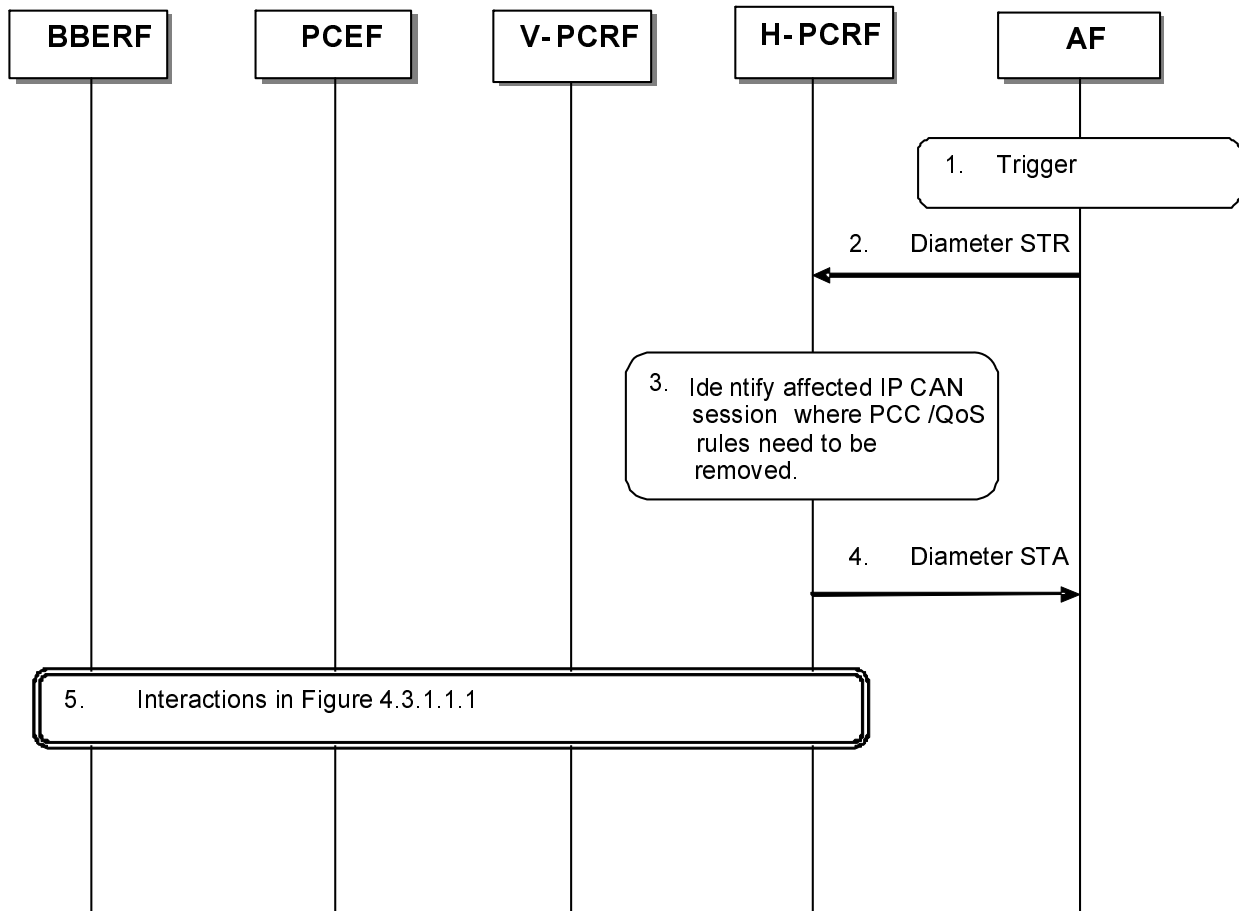 BBERF
PCEF
V-PCRF
H-PCRF
AF
1. Trigger
2. Diameter STR
3. Ide ntify affected IP CAN
session where PCC /QoS
rules need to be
removed.
4. Diameter STA
5. Interactions in Figure 4.3.1.1.1